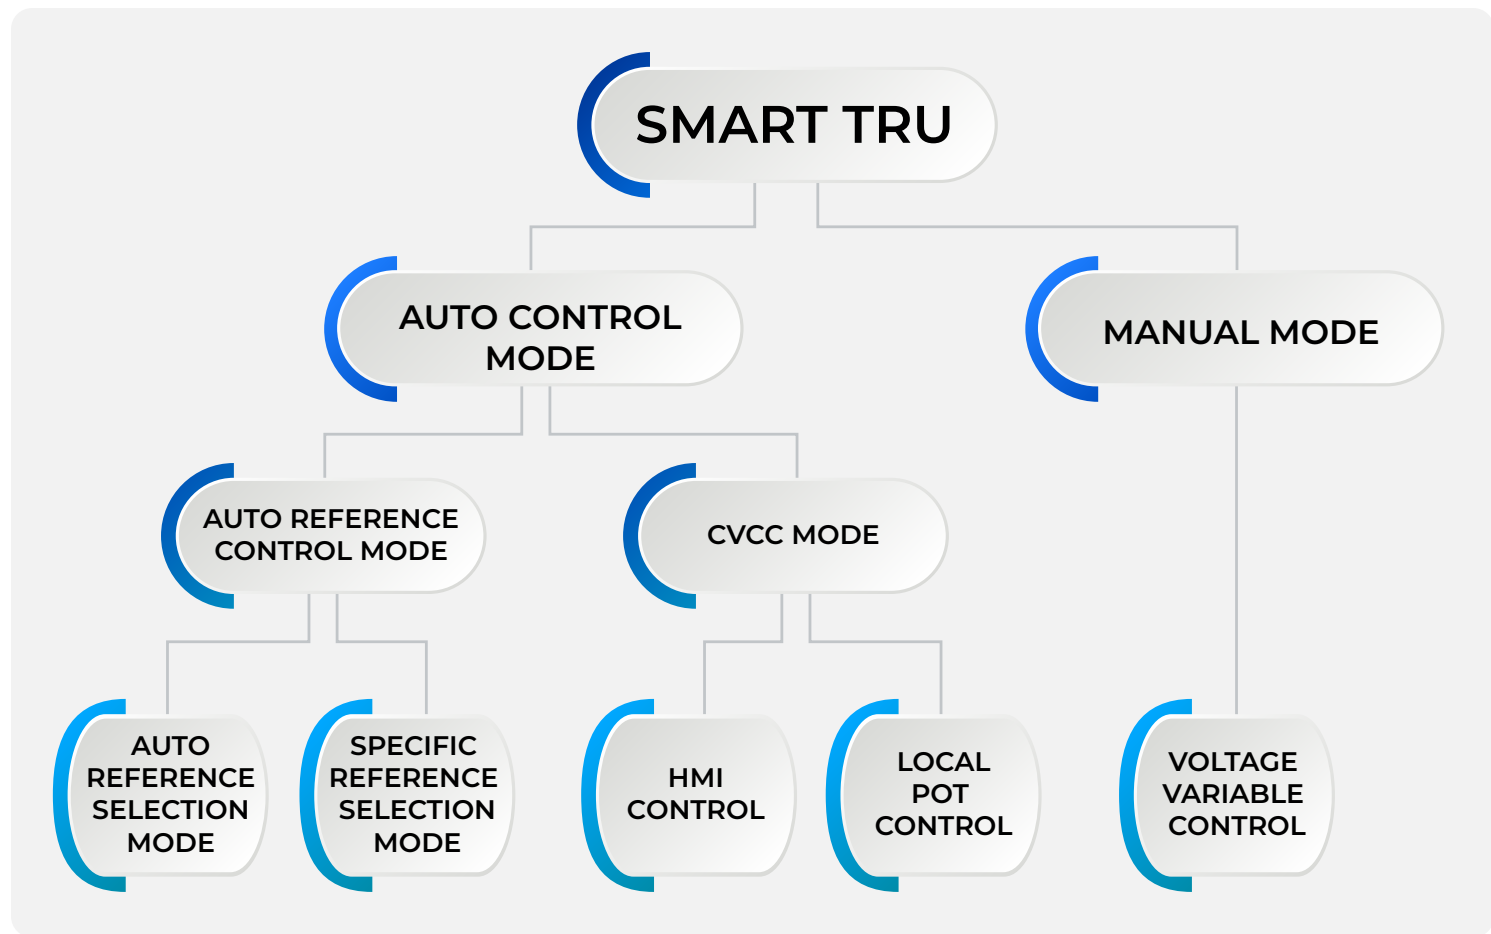 SMART TRU
AUTO CONTROL
MODE
MANUAL MODE
AUTO REFERENCE
CONTROL MODE
CVCC MODE
AUTO
REFERENCE
SELECTION
MODE
SPECIFIC
REFERENCE
SELECTION
MODE
HMI
CONTROL
LOCAL
POT
CONTROL
VOLTAGE
VARIABLE
CONTROL